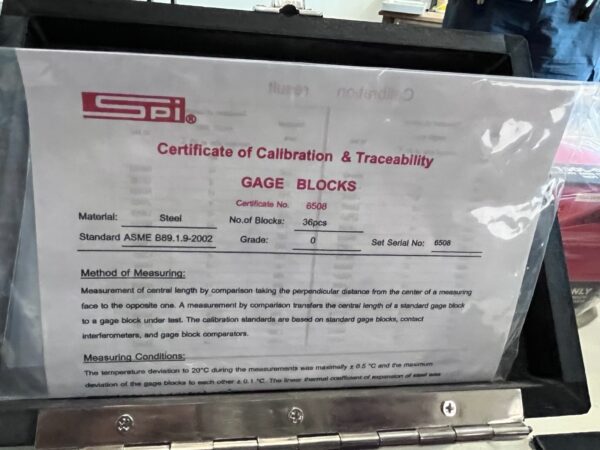 Calibration result
SPi®
Certificate of Calibration & Traceability
GAGE BLOCKS
Certificate No. 6508
Material: Steel No.of Blocks: 36pcs
Standard ASME B89.1.9-2002 Grade: 0 Set Serial No: 6508
Method of Measuring:
Measurement of central length by comparison taking the perpendicular distance from the center of a measuring
face to the opposite one. A measurement by comparison transfers the central length of a standard gage block
to a gage block under test. The calibration standards are based on standard gage blocks, contact
interferometers, and gage block comparators.
Measuring Conditions:
The temperature deviation to 20°C during the measurements was maximally ± 0.5 °C and the maximum
deviation of the gage blocks to each other ± 0.1 °C. The linear thermal coefficient of expansion of steel was